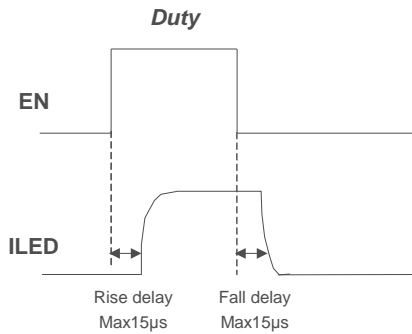 Duty
EN
ILED
Rise delay
Max15µs
Fall delay
Max15µs